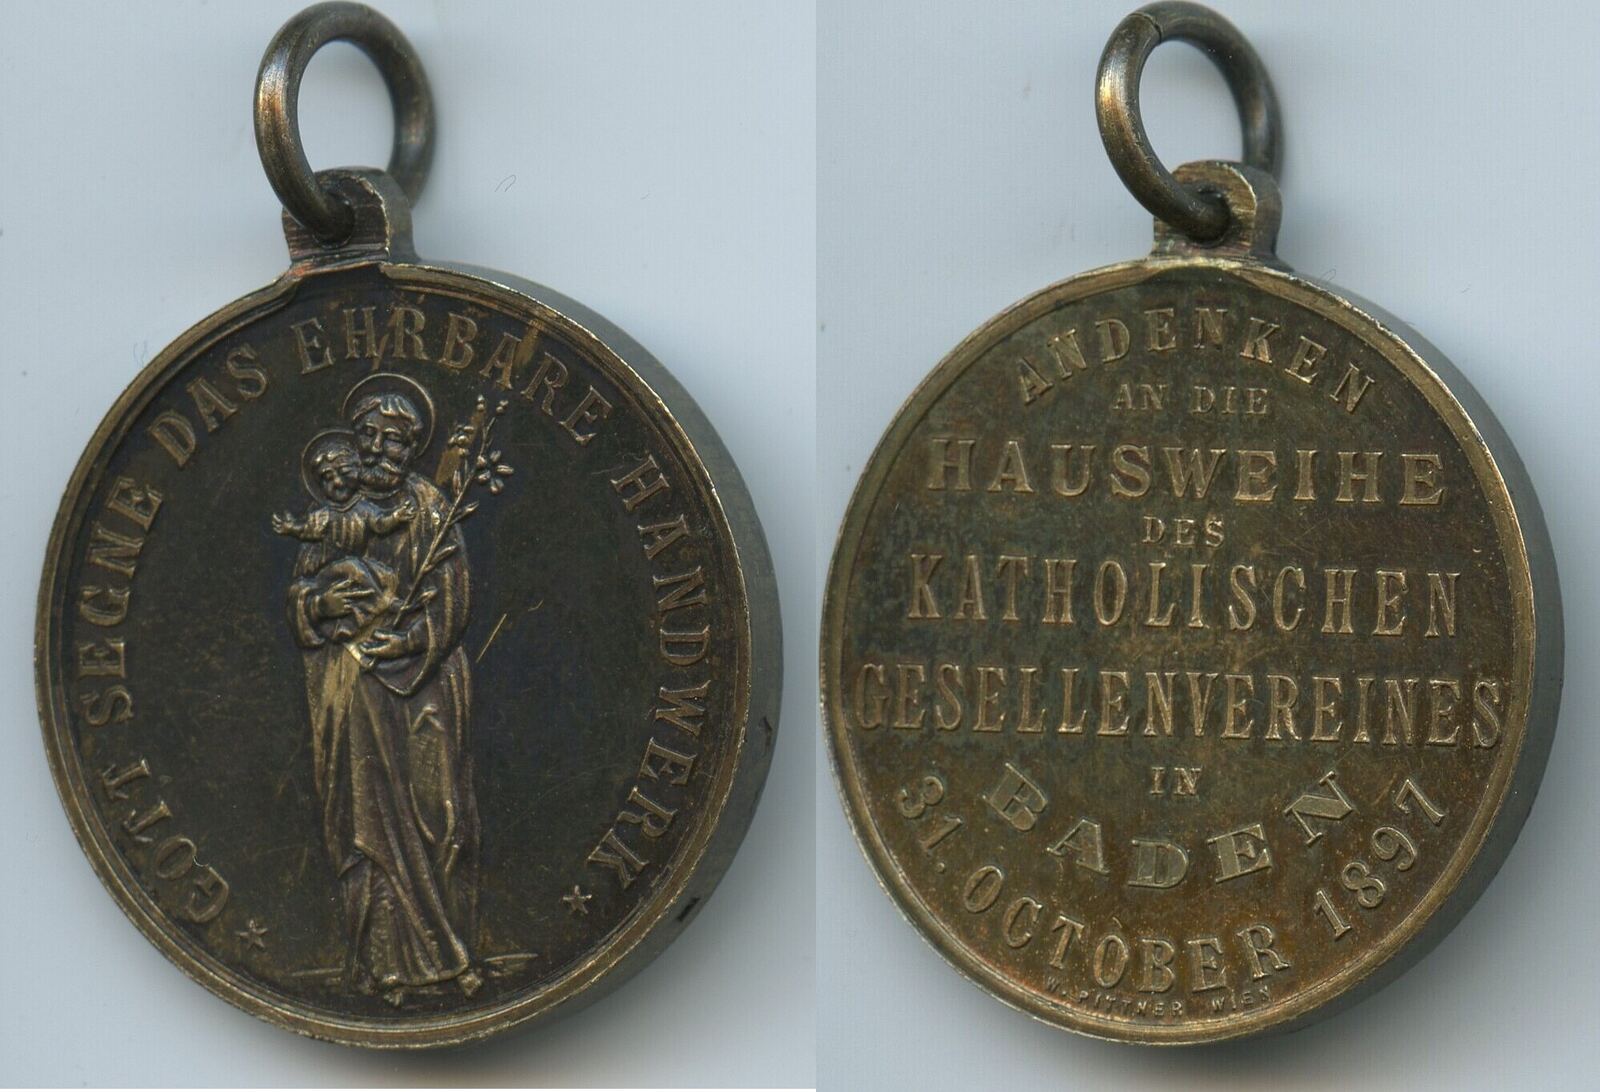 * GOTT SEGNE DAS EHRBARE HANDWERK *
ANDENKEN
AN DIE
HAUSWEIHE
DES
KATHOLISCHEN
GESELLENVEREINES
IN
BADEN
31. OCTOBER 1897
W. PITTNER WIEN